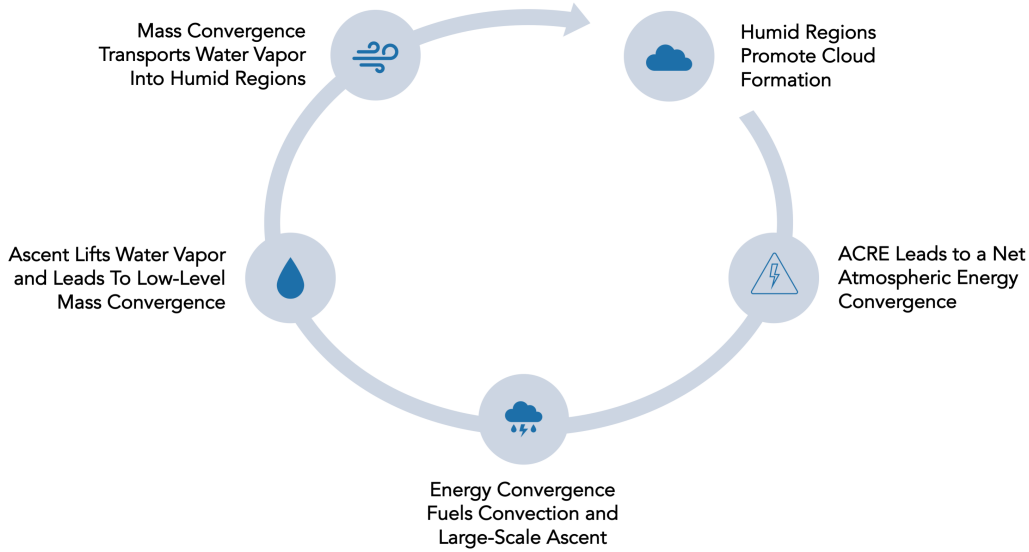 Mass Convergence
Transports Water Vapor
Into Humid Regions
Humid Regions
Promote Cloud
Formation
Ascent Lifts Water Vapor
and Leads To Low-Level
Mass Convergence
ACRE Leads to a Net
Atmospheric Energy
Convergence
Energy Convergence
Fuels Convection and
Large-Scale Ascent